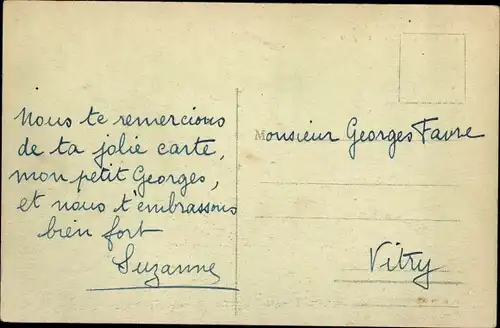 Nous te remercions
de ta jolie carte,
mon petit Georges,
et nous t'embrassons
bien fort
Suzanne
Monsieur Georges Favre
Vitry